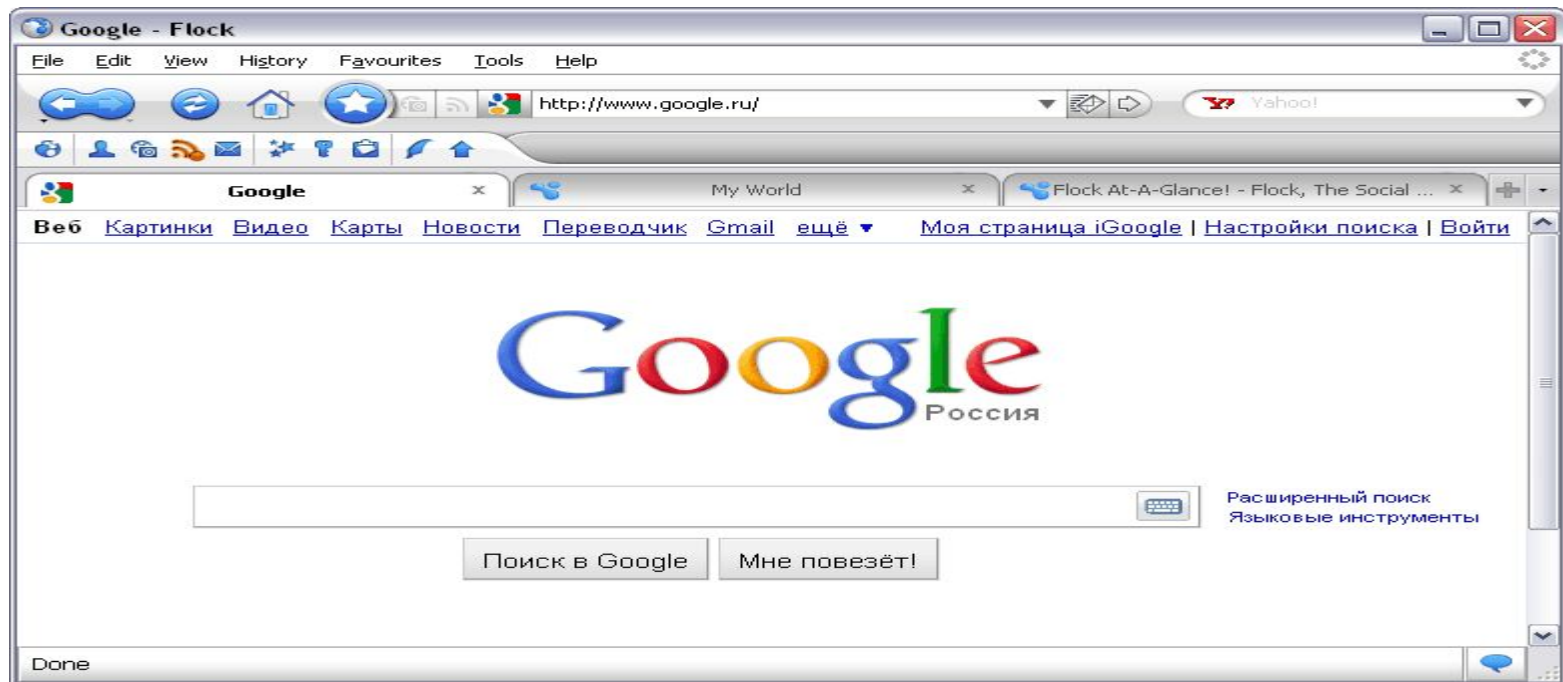 Google - Flock
File Edit View History Favourites Tools Help
http://www.google.ru/ Yahoo!
Google My World Flock At-A-Glance! - Flock, The Social ...
Веб Картинки Видео Карты Новости Переводчик Gmail ещё ▼ Моя страница iGoogle | Настройки поиска | Войти
Google
Россия
Расширенный поиск
Языковые инструменты
Поиск в Google Мне повезёт!
Done